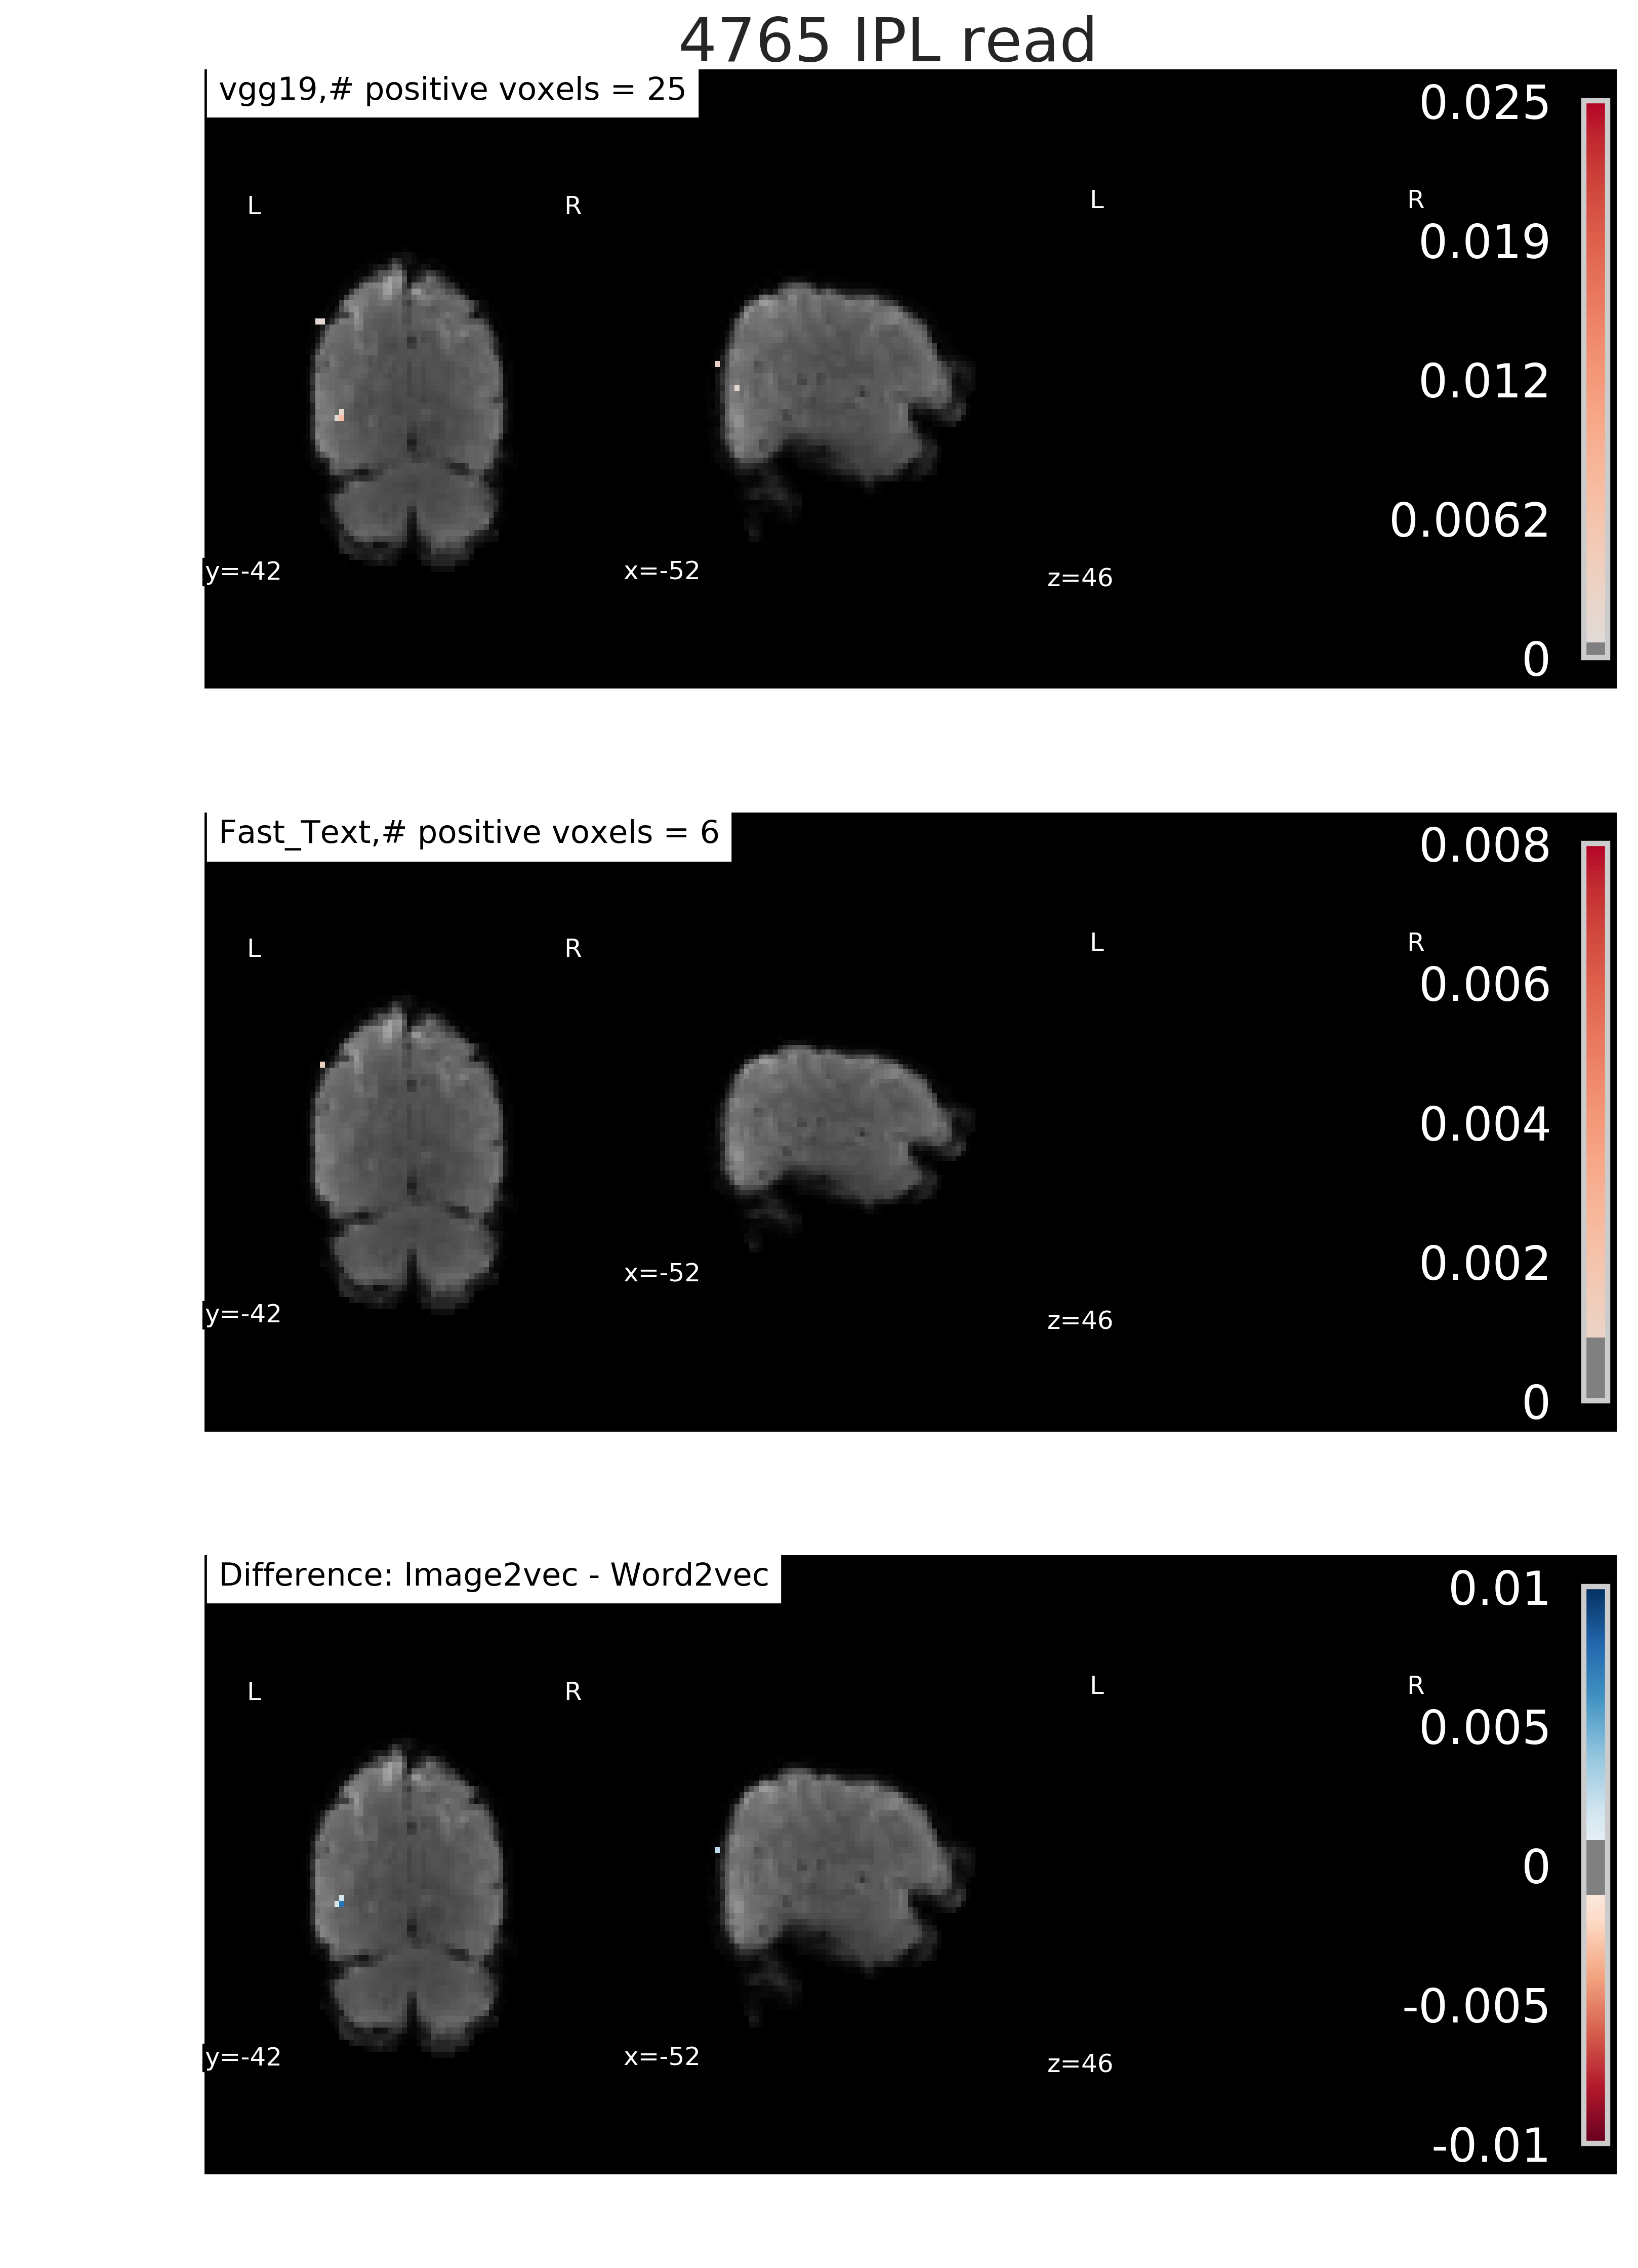 4765 IPL read
vgg19,# positive voxels = 25
0.025
L R L R
0.019
0.012
0.0062
y=-42 x=-52 z=46
0
Fast_Text,# positive voxels = 6
0.008
L R L R
0.006
0.004
0.002
x=-52
y=-42 z=46
0
Difference: Image2vec - Word2vec
0.01
L R L R
0.005
0
-0.005
y=-42 x=-52 z=46
-0.01